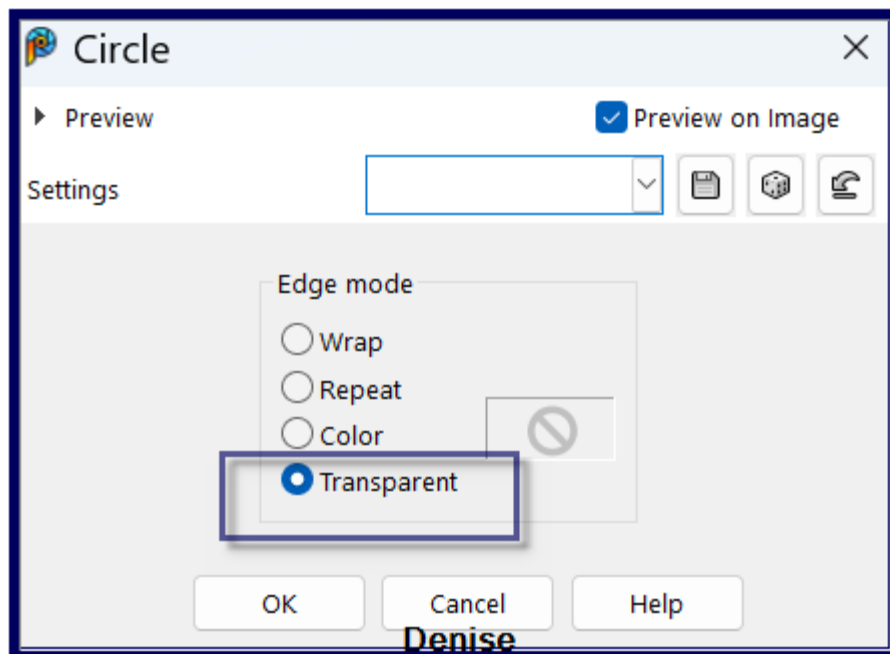 Circle
Preview Preview on Image
Settings
Edge mode
Wrap
Repeat
Color
Transparent
OK Cancel Help
Denise